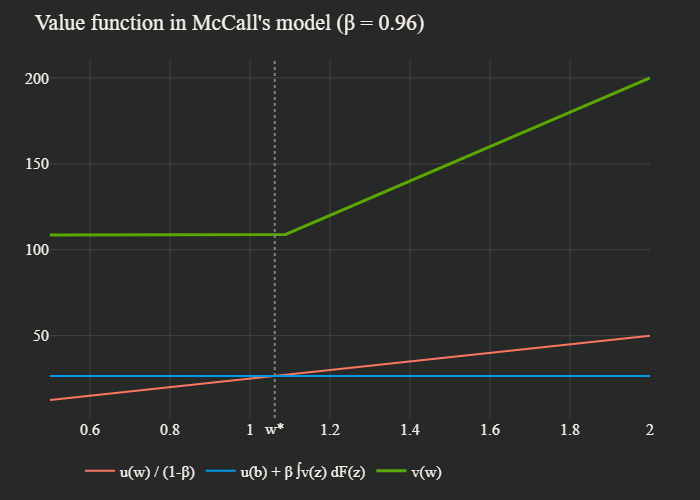 Value function in McCall's model (β = 0.96)
200
150
100
50
0.6 0.8 1 w* 1.2 1.4 1.6 1.8 2
u(w) / (1-β) u(b) + β ∫v(z) dF(z) v(w)